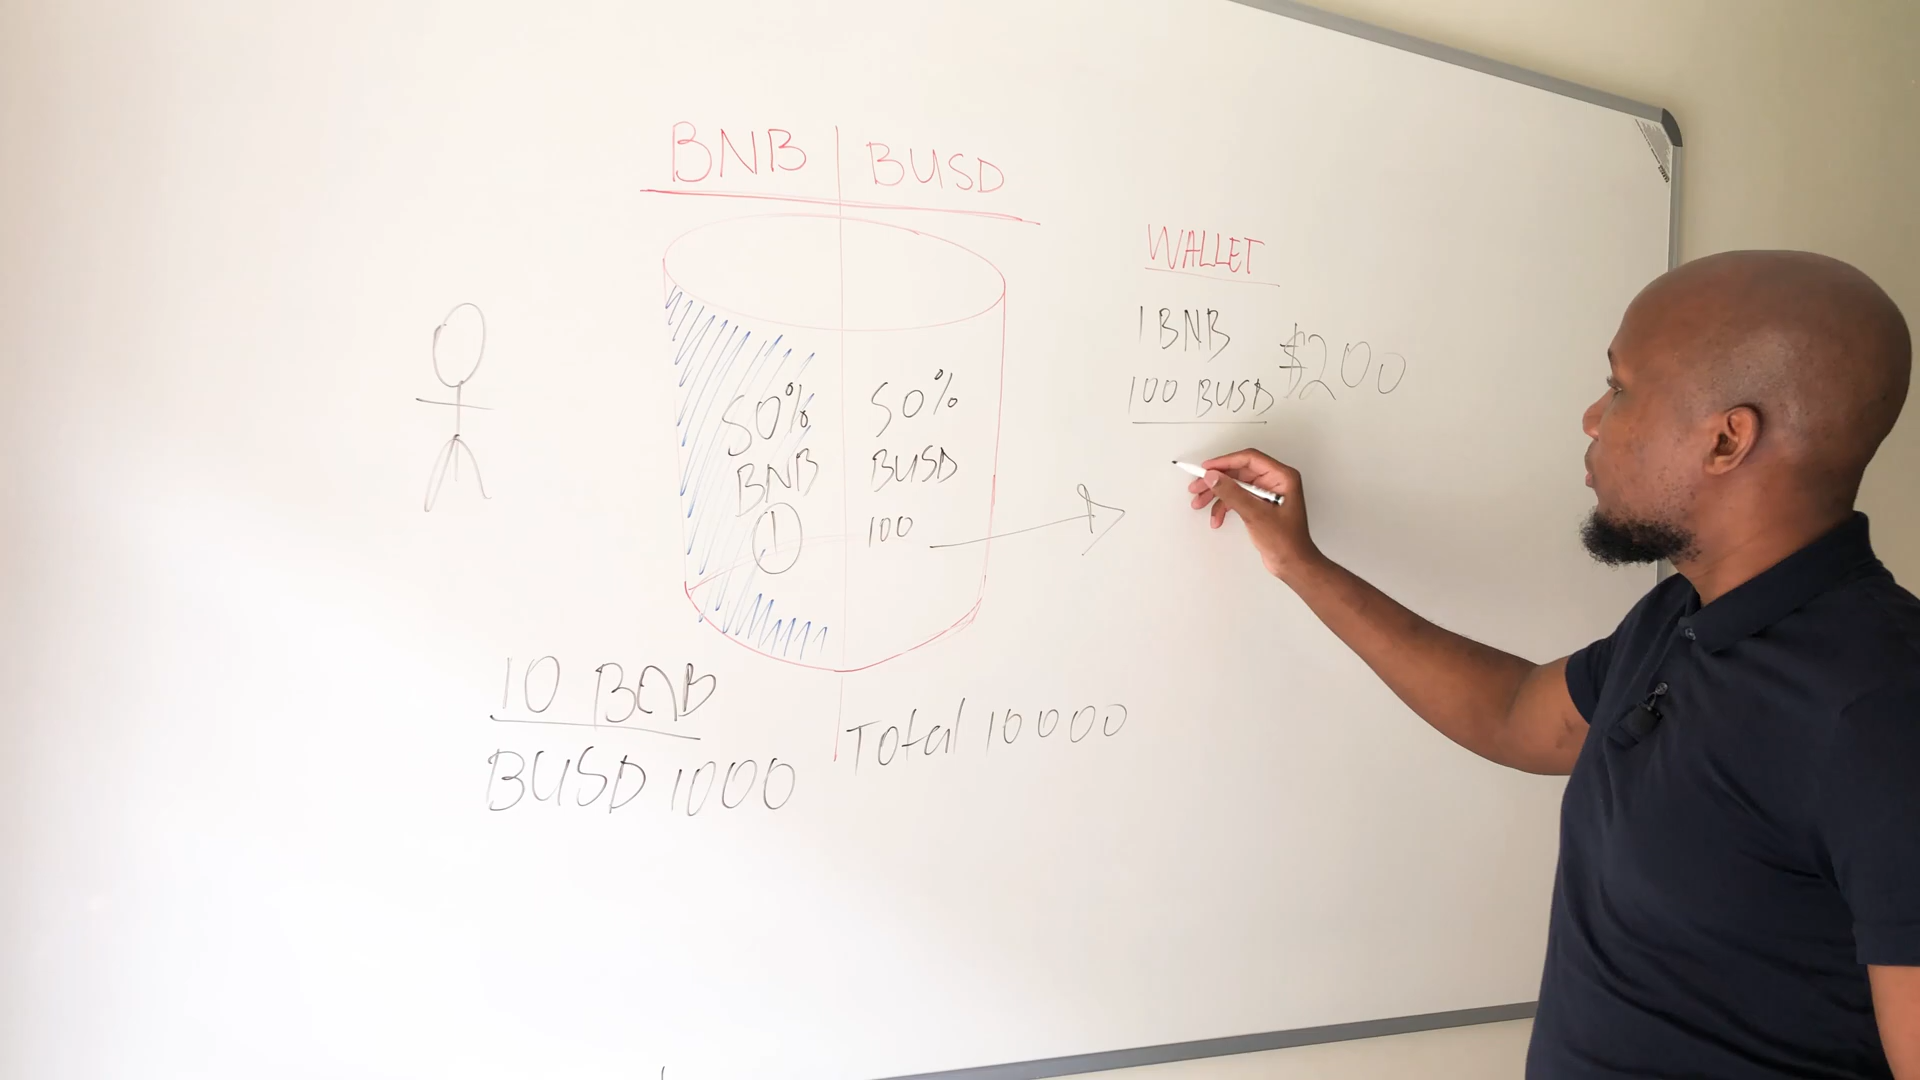 BNB BUSD
WALLET
1 BNB
$200
100 BUSD
50% 50%
BNB BUSD
1 100
10 BNB
BUSD 1000
Total 10000